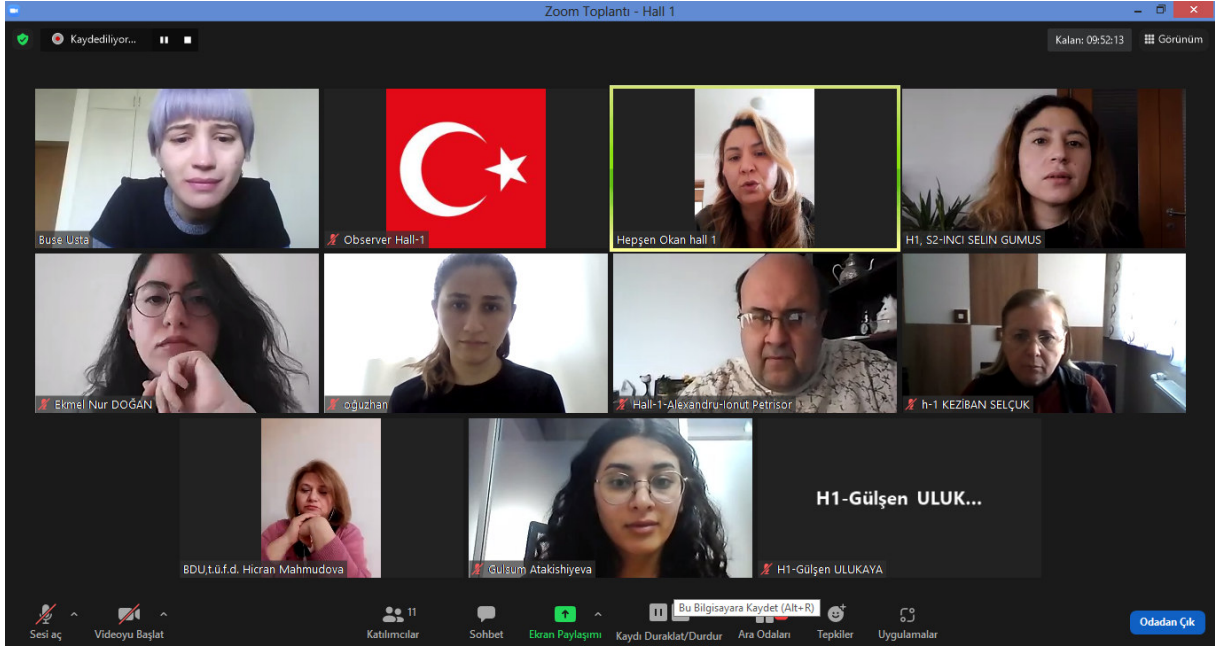 Zoom Toplantı - Hall 1
Kaydediliyor...
Kalan: 09:52:13
Görünüm
Buse Usta
Observer Hall-1
Hepşen Okan hall 1
H1, S2-INCI SELIN GUMUS
Ekmel Nur DOĞAN
oğuzhan
Hall-1-Alexandru-Ionut Petrisor
h-1 KEZİBAN SELÇUK
H1-Gülşen ULUK...
BDU,t.ü.f.d. Hicran Mahmudova
Gulsum Atakishiyeva
H1-Gülşen ULUKAYA
11
Bu Bilgisayara Kaydet (Alt+R)
Sesi aç
Videoyu Başlat
Katılımcılar
Sohbet
Ekran Paylaşımı
Kaydı Duraklat/Durdur
Ara Odaları
Tepkiler
Uygulamalar
Odadan Çık